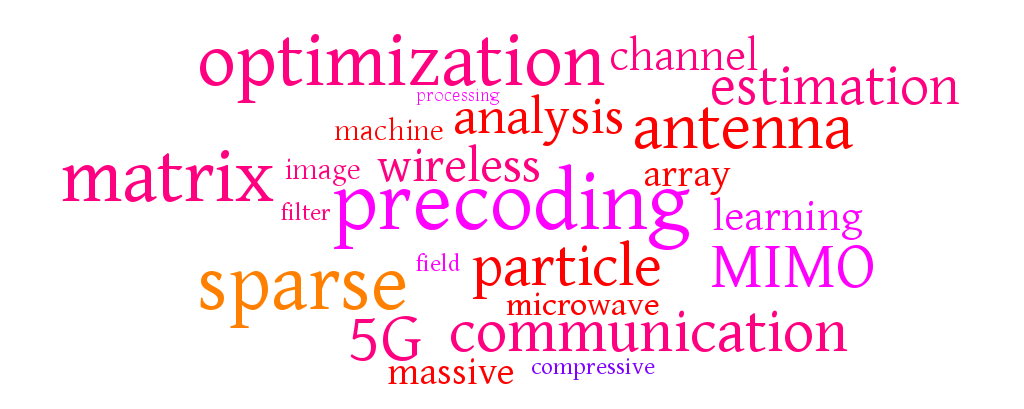 optimization channel
processing estimation
machine analysis antenna
matrix image wireless array
filter precoding learning
sparse field particle MIMO
microwave
5G communication
massive compressive